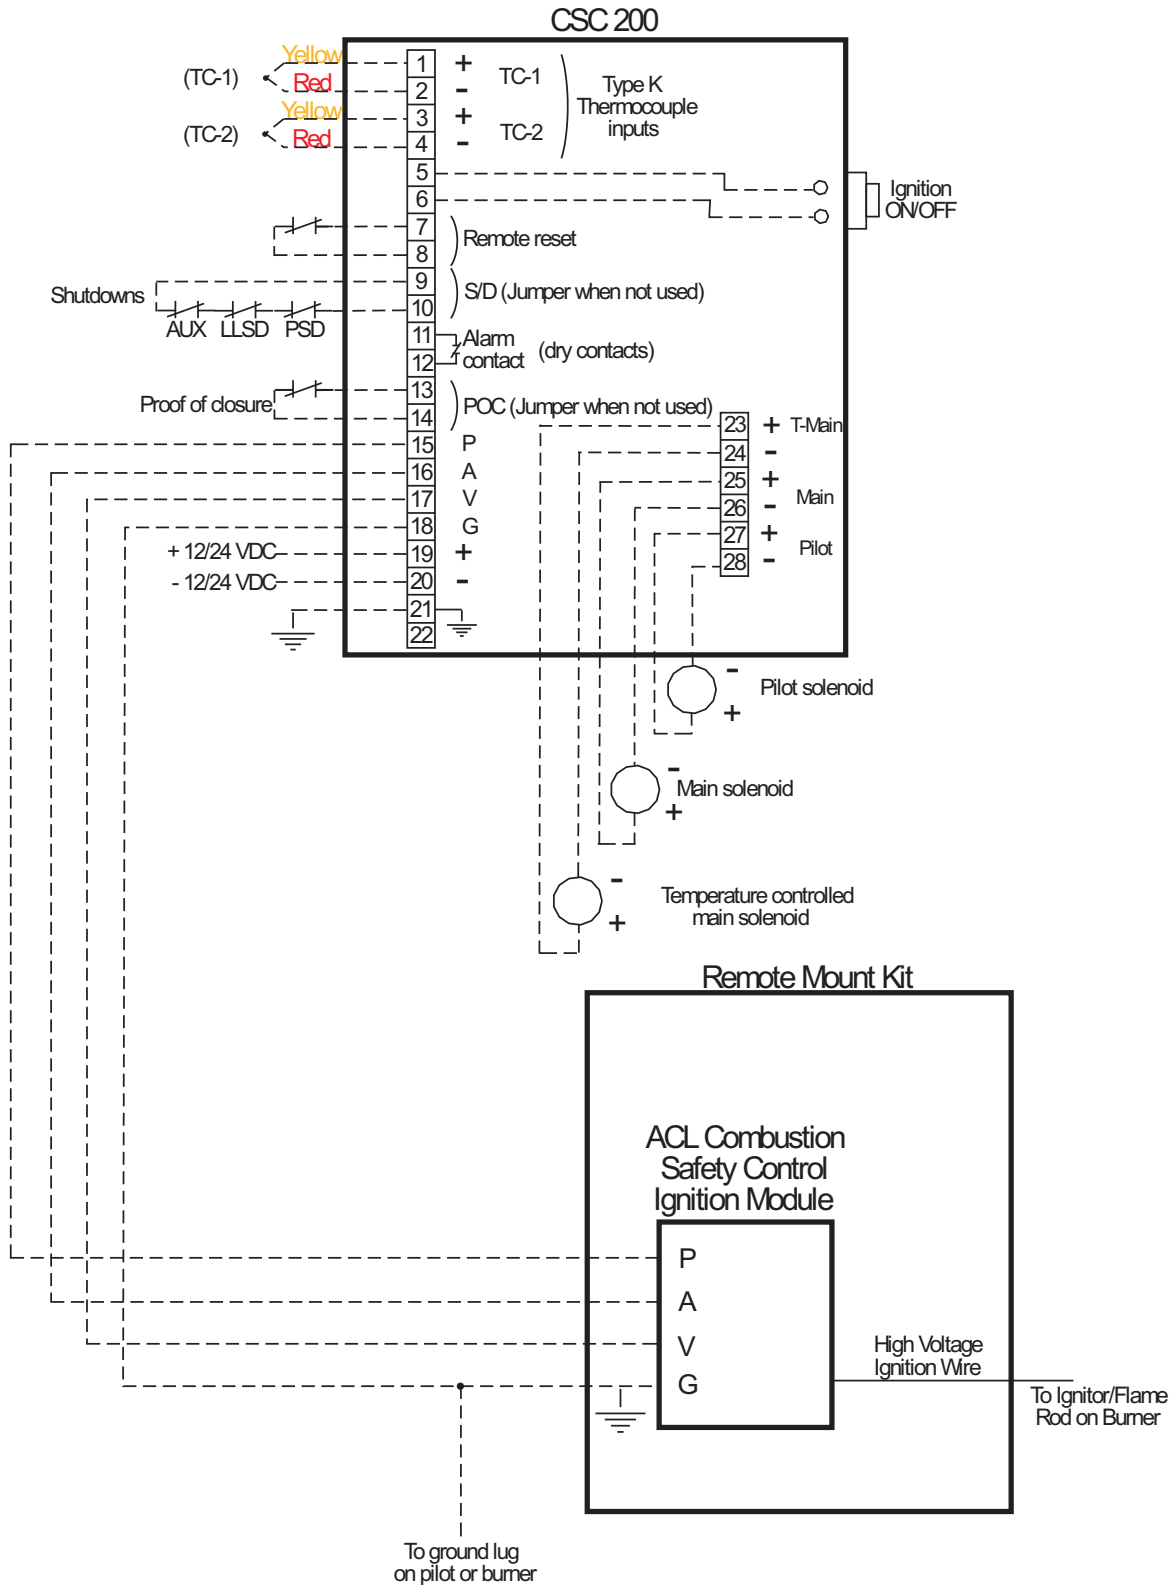 CSC 200
Yellow
(TC-1)
Red
1
+
TC-1
2
-
Yellow
(TC-2)
Red
3
+
TC-2
4
-
Type K
Thermocouple
inputs
5
6
Ignition
ON/OFF
7
8
Remote reset
Shutdowns
AUX LLSD PSD
9
10
S/D (Jumper when not used)
11
12
Alarm
contact
(dry contacts)
Proof of closure
13
14
POC (Jumper when not used)
15 P
16 A
17 V
18 G
+ 12/24 VDC
19 +
- 12/24 VDC
20 -
21
22
23 + T-Main
24 -
25 +
Main
26 -
27 +
Pilot
28 -
-
Pilot solenoid
+
-
Main solenoid
+
-
Temperature controlled
main solenoid
+
Remote Mount Kit
ACL Combustion
Safety Control
Ignition Module
P
A
V
G
High Voltage
Ignition Wire
To Ignitor/Flame
Rod on Burner
To ground lug
on pilot or burner